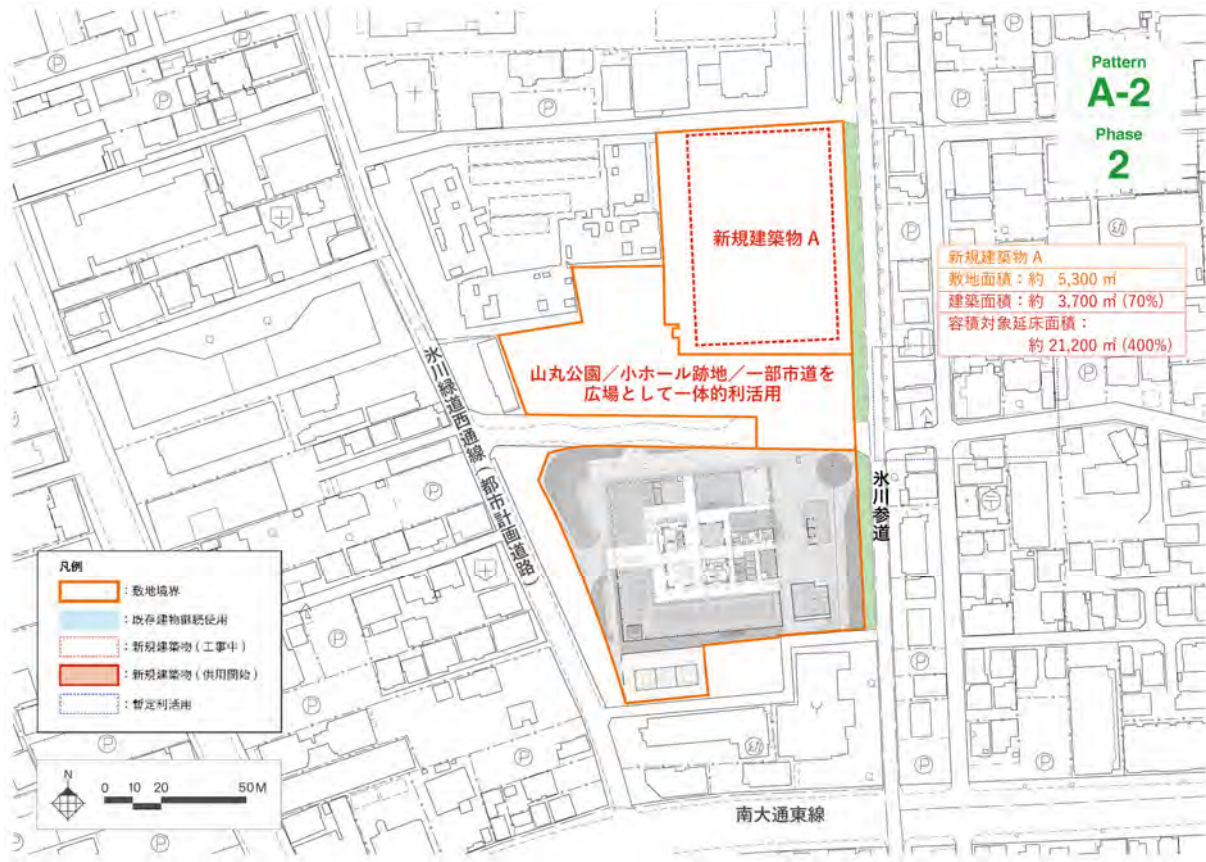 Pattern
A-2
Phase
2
新規建築物 A
新規建築物 A
敷地面積：約 5,300 ㎡
建築面積：約 3,700 ㎡ (70%)
容積対象延床面積：
約 21,200 ㎡ (400%)
山丸公園／小ホール跡地／一部市道を
広場として一体的利活用
氷川緑道西通線（都市計画道路）
氷川参道
凡例
：敷地境界
：既存建物継続使用
：新規建築物（工事中）
：新規建築物（供用開始）
：暫定利活用
N
0 10 20 50M
南大通東線
Ⓟ
Ⓟ
Ⓟ
Ⓟ
Ⓟ
Ⓟ
Ⓟ
Ⓟ
Ⓟ
Ⓟ
Ⓟ
Ⓟ
Ⓟ
Ⓟ
幼
幼